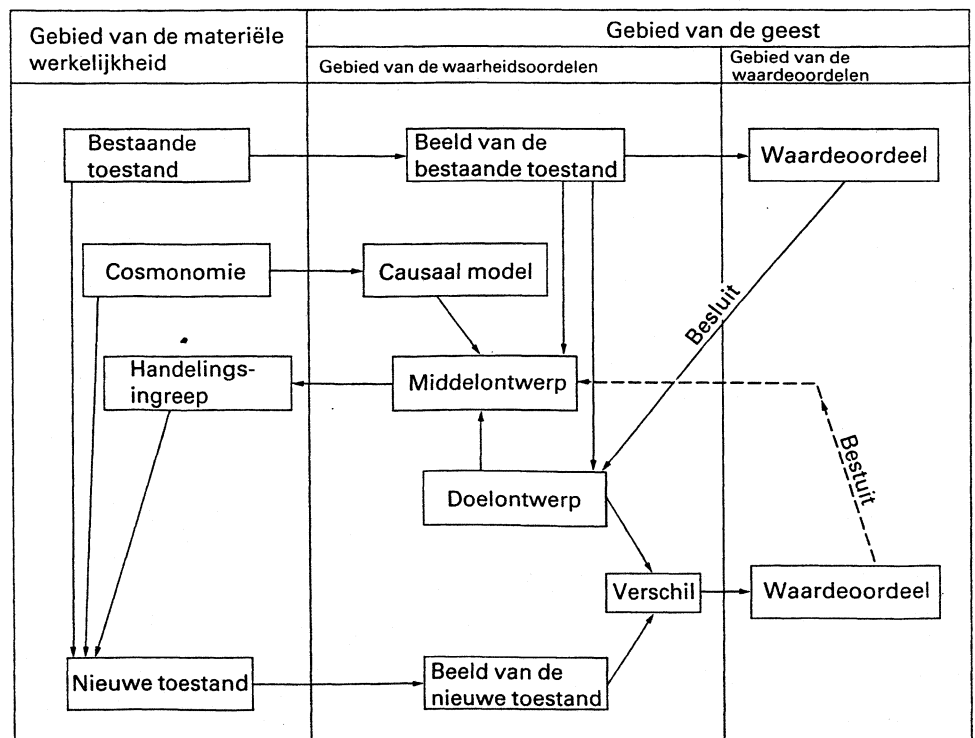 Gebied van de materiële
werkelijkheid
Gebied van de geest
Gebied van de waarheidsoordelen
Gebied van de
waardeoordelen
Bestaande
toestand
Beeld van de
bestaande toestand
Waardeoordeel
Cosmonomie
Causaal model
Besluit
Handelings-
ingreep
Middelontwerp
Bestuit
Doelontwerp
Verschil
Waardeoordeel
Nieuwe toestand
Beeld van de
nieuwe toestand